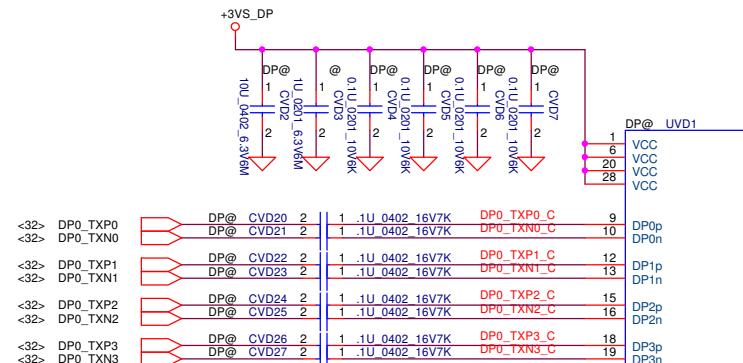 +3VS_DP
DP@ @ DP@ DP@ DP@ DP@
1 1 1 1 1 1
10U_0402_6.3V6M CVD2 1U_0201_6.3V6M CVD3 0.1U_0201_10V6K CVD4 0.1U_0201_10V6K CVD5 0.1U_0201_10V6K CVD6 0.1U_0201_10V6K CVD7
2 2 2 2 2 2
DP@ UVD1
1 VCC
6 VCC
20 VCC
28 VCC
<32> DP0_TXP0 DP@ CVD20 2 1 .1U_0402_16V7K DP0_TXP0_C 9 DP0p
<32> DP0_TXN0 DP@ CVD21 2 1 .1U_0402_16V7K DP0_TXN0_C 10 DP0n
<32> DP0_TXP1 DP@ CVD22 2 1 .1U_0402_16V7K DP0_TXP1_C 12 DP1p
<32> DP0_TXN1 DP@ CVD23 2 1 .1U_0402_16V7K DP0_TXN1_C 13 DP1n
<32> DP0_TXP2 DP@ CVD24 2 1 .1U_0402_16V7K DP0_TXP2_C 15 DP2p
<32> DP0_TXN2 DP@ CVD25 2 1 .1U_0402_16V7K DP0_TXN2_C 16 DP2n
<32> DP0_TXP3 DP@ CVD26 2 1 .1U_0402_16V7K DP0_TXP3_C 18 DP3p
<32> DP0_TXN3 DP@ CVD27 2 1 .1U_0402_16V7K DP0_TXN3_C 19 DP3n